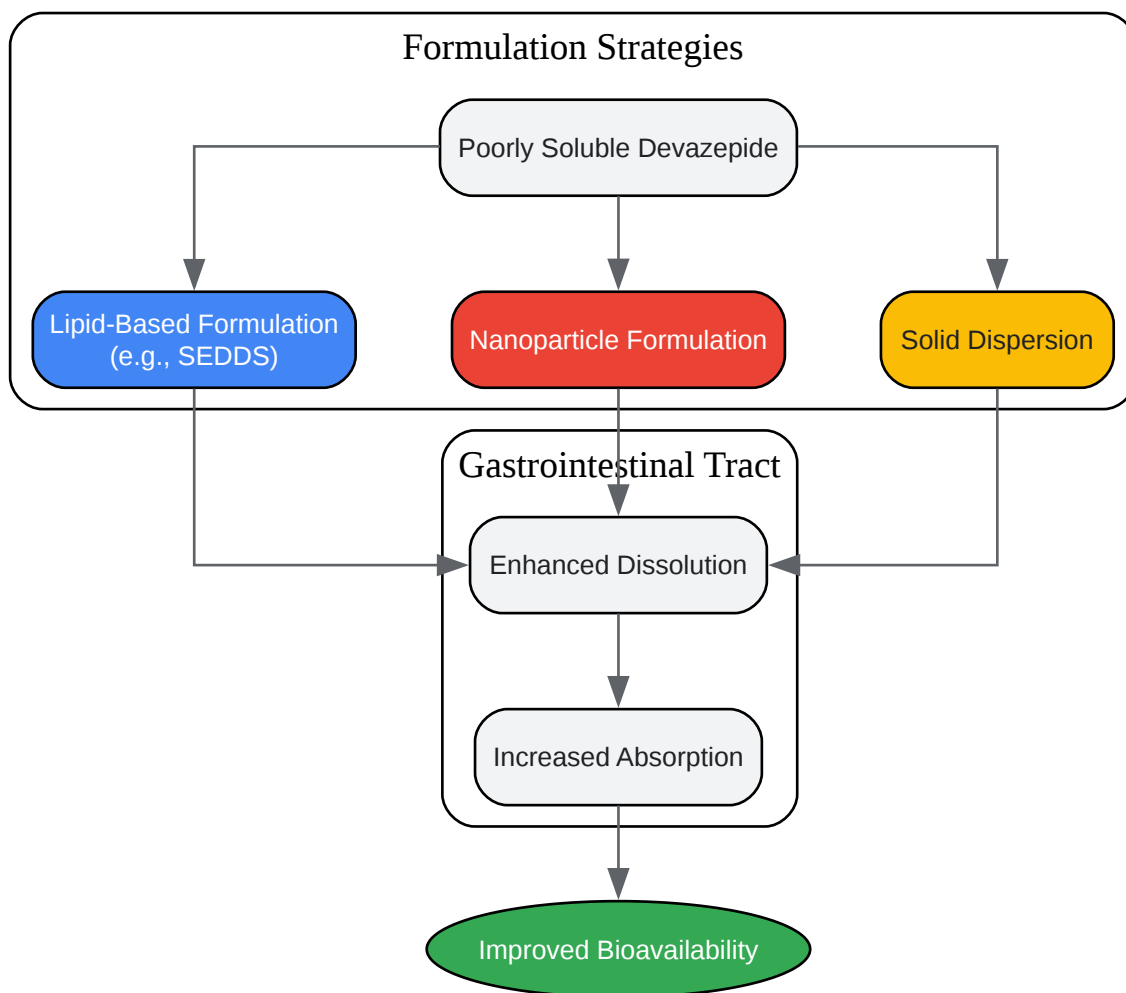 Formulation Strategies
Poorly Soluble Devazepide
Lipid-Based Formulation
(e.g., SEDDS)
Nanoparticle Formulation
Solid Dispersion
Gastrointestinal Tract
Enhanced Dissolution
Increased Absorption
Improved Bioavailability